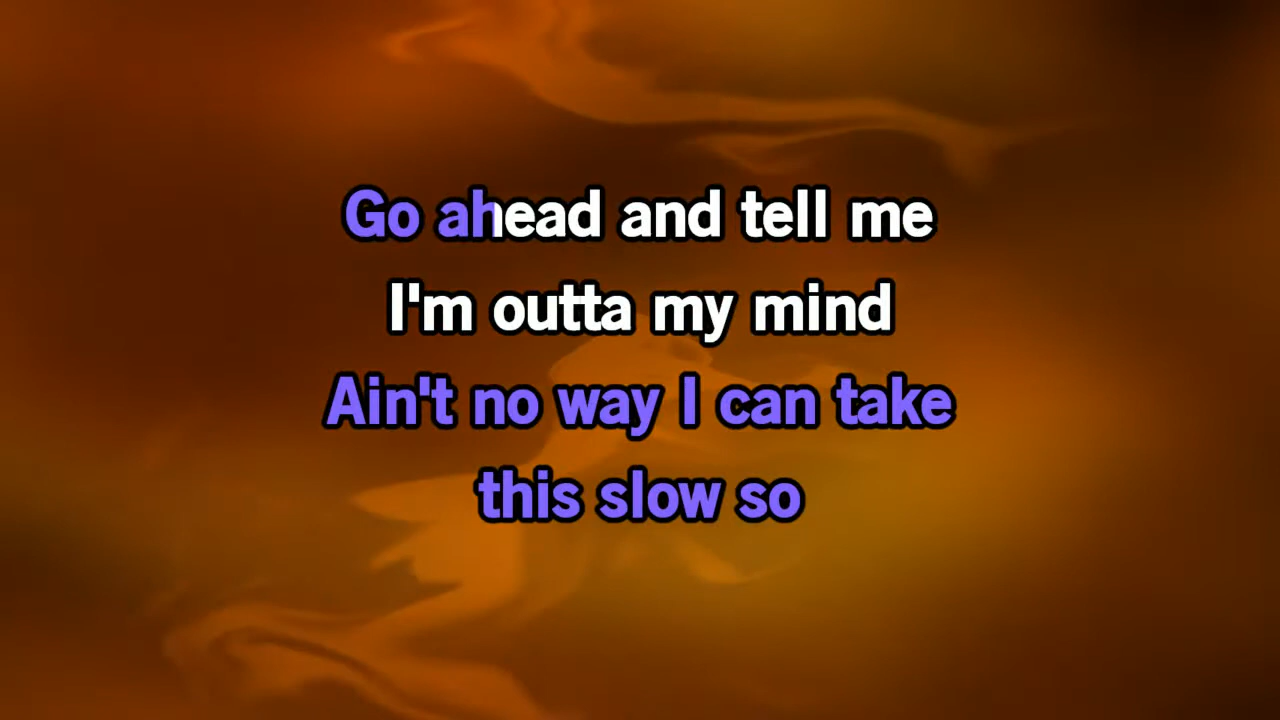 Go ahead and tell me
I'm outta my mind
Ain't no way I can take
this slow so